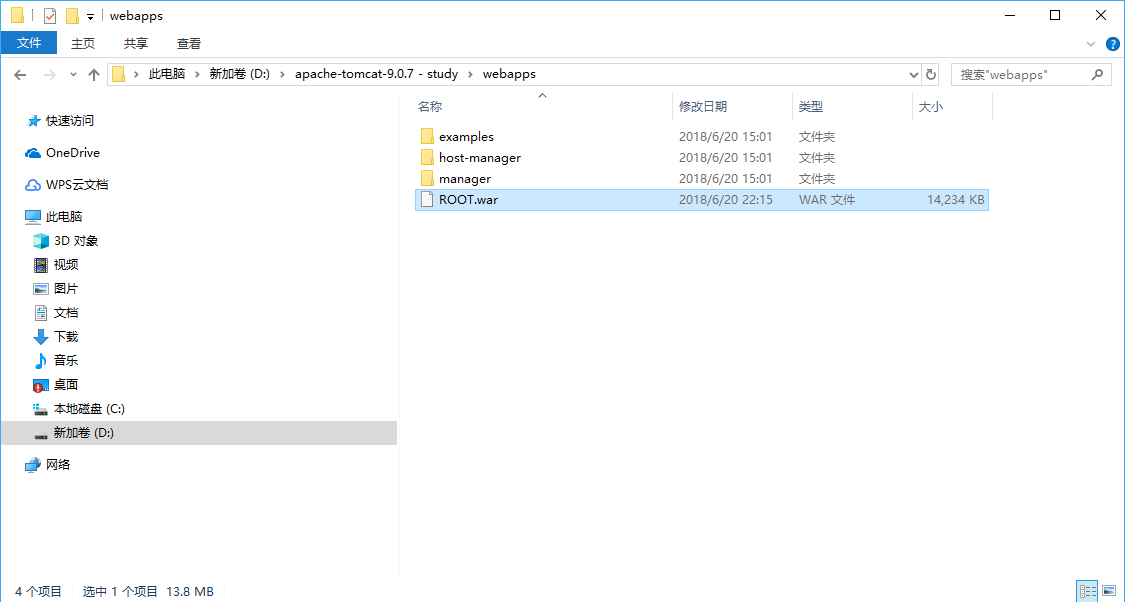 webapps
文件 主页 共享 查看
此电脑 新加卷 (D:) apache-tomcat-9.0.7 - study webapps 搜索"webapps"
快速访问
OneDrive
WPS云文档
此电脑
3D 对象
视频
图片
文档
下载
音乐
桌面
本地磁盘 (C:)
新加卷 (D:)
网络
名称 修改日期 类型 大小
examples 2018/6/20 15:01 文件夹
host-manager 2018/6/20 15:01 文件夹
manager 2018/6/20 15:01 文件夹
ROOT.war 2018/6/20 22:15 WAR 文件 14,234 KB
4 个项目 选中 1 个项目 13.8 MB